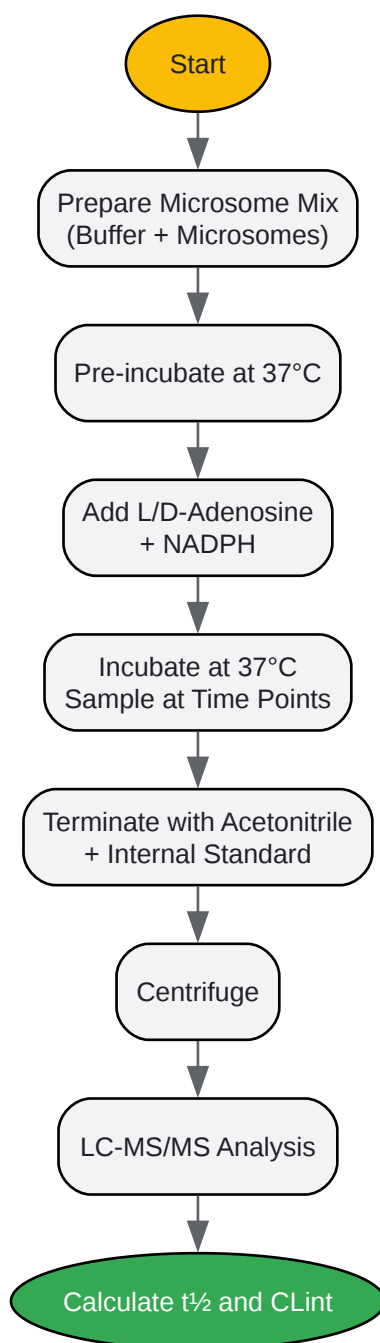 Start
Prepare Microsome Mix
(Buffer + Microsomes)
Pre-incubate at 37°C
Add L/D-Adenosine
+ NADPH
Incubate at 37°C
Sample at Time Points
Terminate with Acetonitrile
+ Internal Standard
Centrifuge
LC-MS/MS Analysis
Calculate t½ and CLint